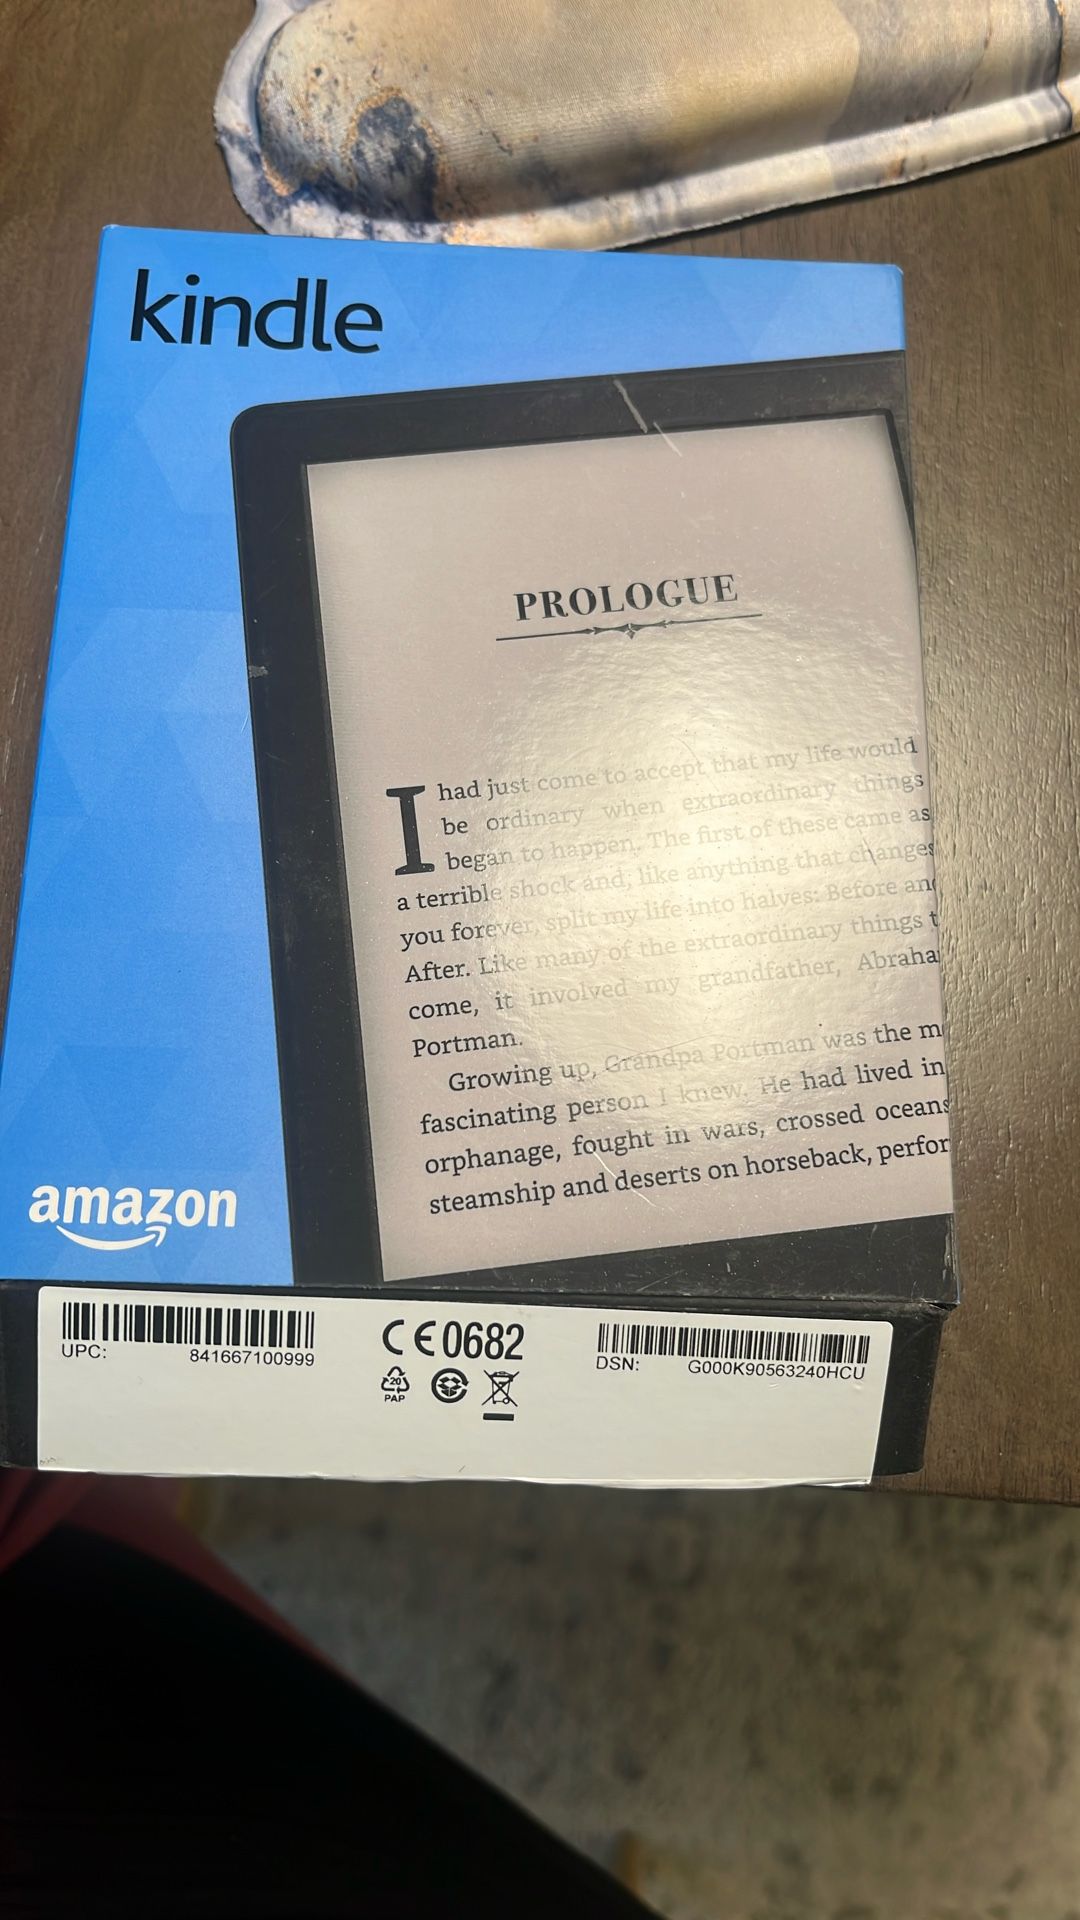 kindle
PROLOGUE
I had just come to accept that my life would
be ordinary when extraordinary things
began to happen. The first of these came as
a terrible shock and, like anything that changes
you forever, split my life into halves: Before and
After. Like many of the extraordinary things t
come, it involved my grandfather, Abraha
Portman.
Growing up, Grandpa Portman was the m
fascinating person I knew. He had lived in
orphanage, fought in wars, crossed oceans
steamship and deserts on horseback, perfor
amazon
CE0682
UPC: 841667100999
20
PAP
DSN: G000K90563240HCU